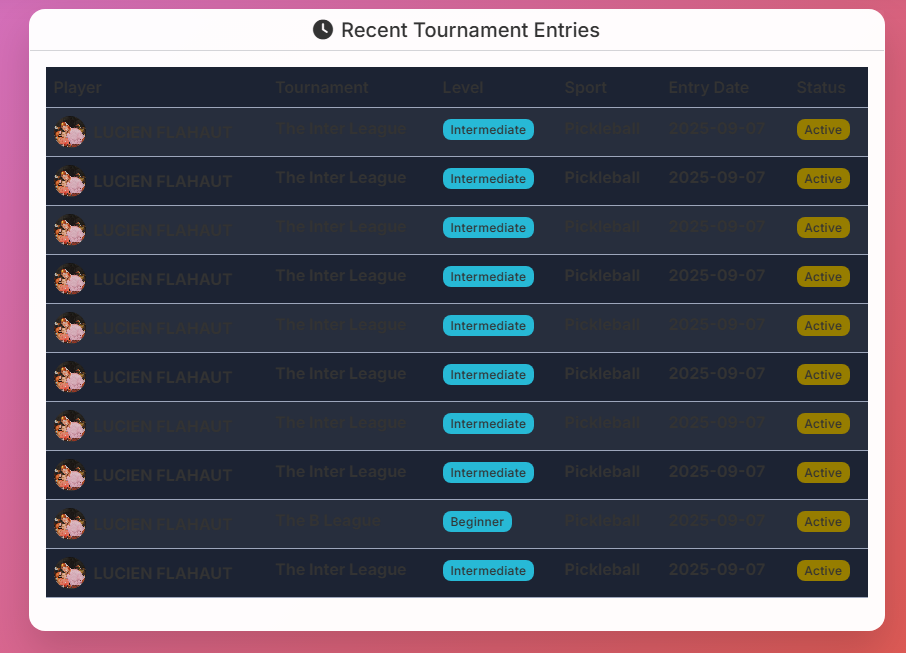 Recent Tournament Entries
Player Tournament Level Sport Entry Date Status
LUCIEN FLAHAUT The Inter League Intermediate Pickleball 2025-09-07 Active
LUCIEN FLAHAUT The Inter League Intermediate Pickleball 2025-09-07 Active
LUCIEN FLAHAUT The Inter League Intermediate Pickleball 2025-09-07 Active
LUCIEN FLAHAUT The Inter League Intermediate Pickleball 2025-09-07 Active
LUCIEN FLAHAUT The Inter League Intermediate Pickleball 2025-09-07 Active
LUCIEN FLAHAUT The Inter League Intermediate Pickleball 2025-09-07 Active
LUCIEN FLAHAUT The Inter League Intermediate Pickleball 2025-09-07 Active
LUCIEN FLAHAUT The Inter League Intermediate Pickleball 2025-09-07 Active
LUCIEN FLAHAUT The B League Beginner Pickleball 2025-09-07 Active
LUCIEN FLAHAUT The Inter League Intermediate Pickleball 2025-09-07 Active